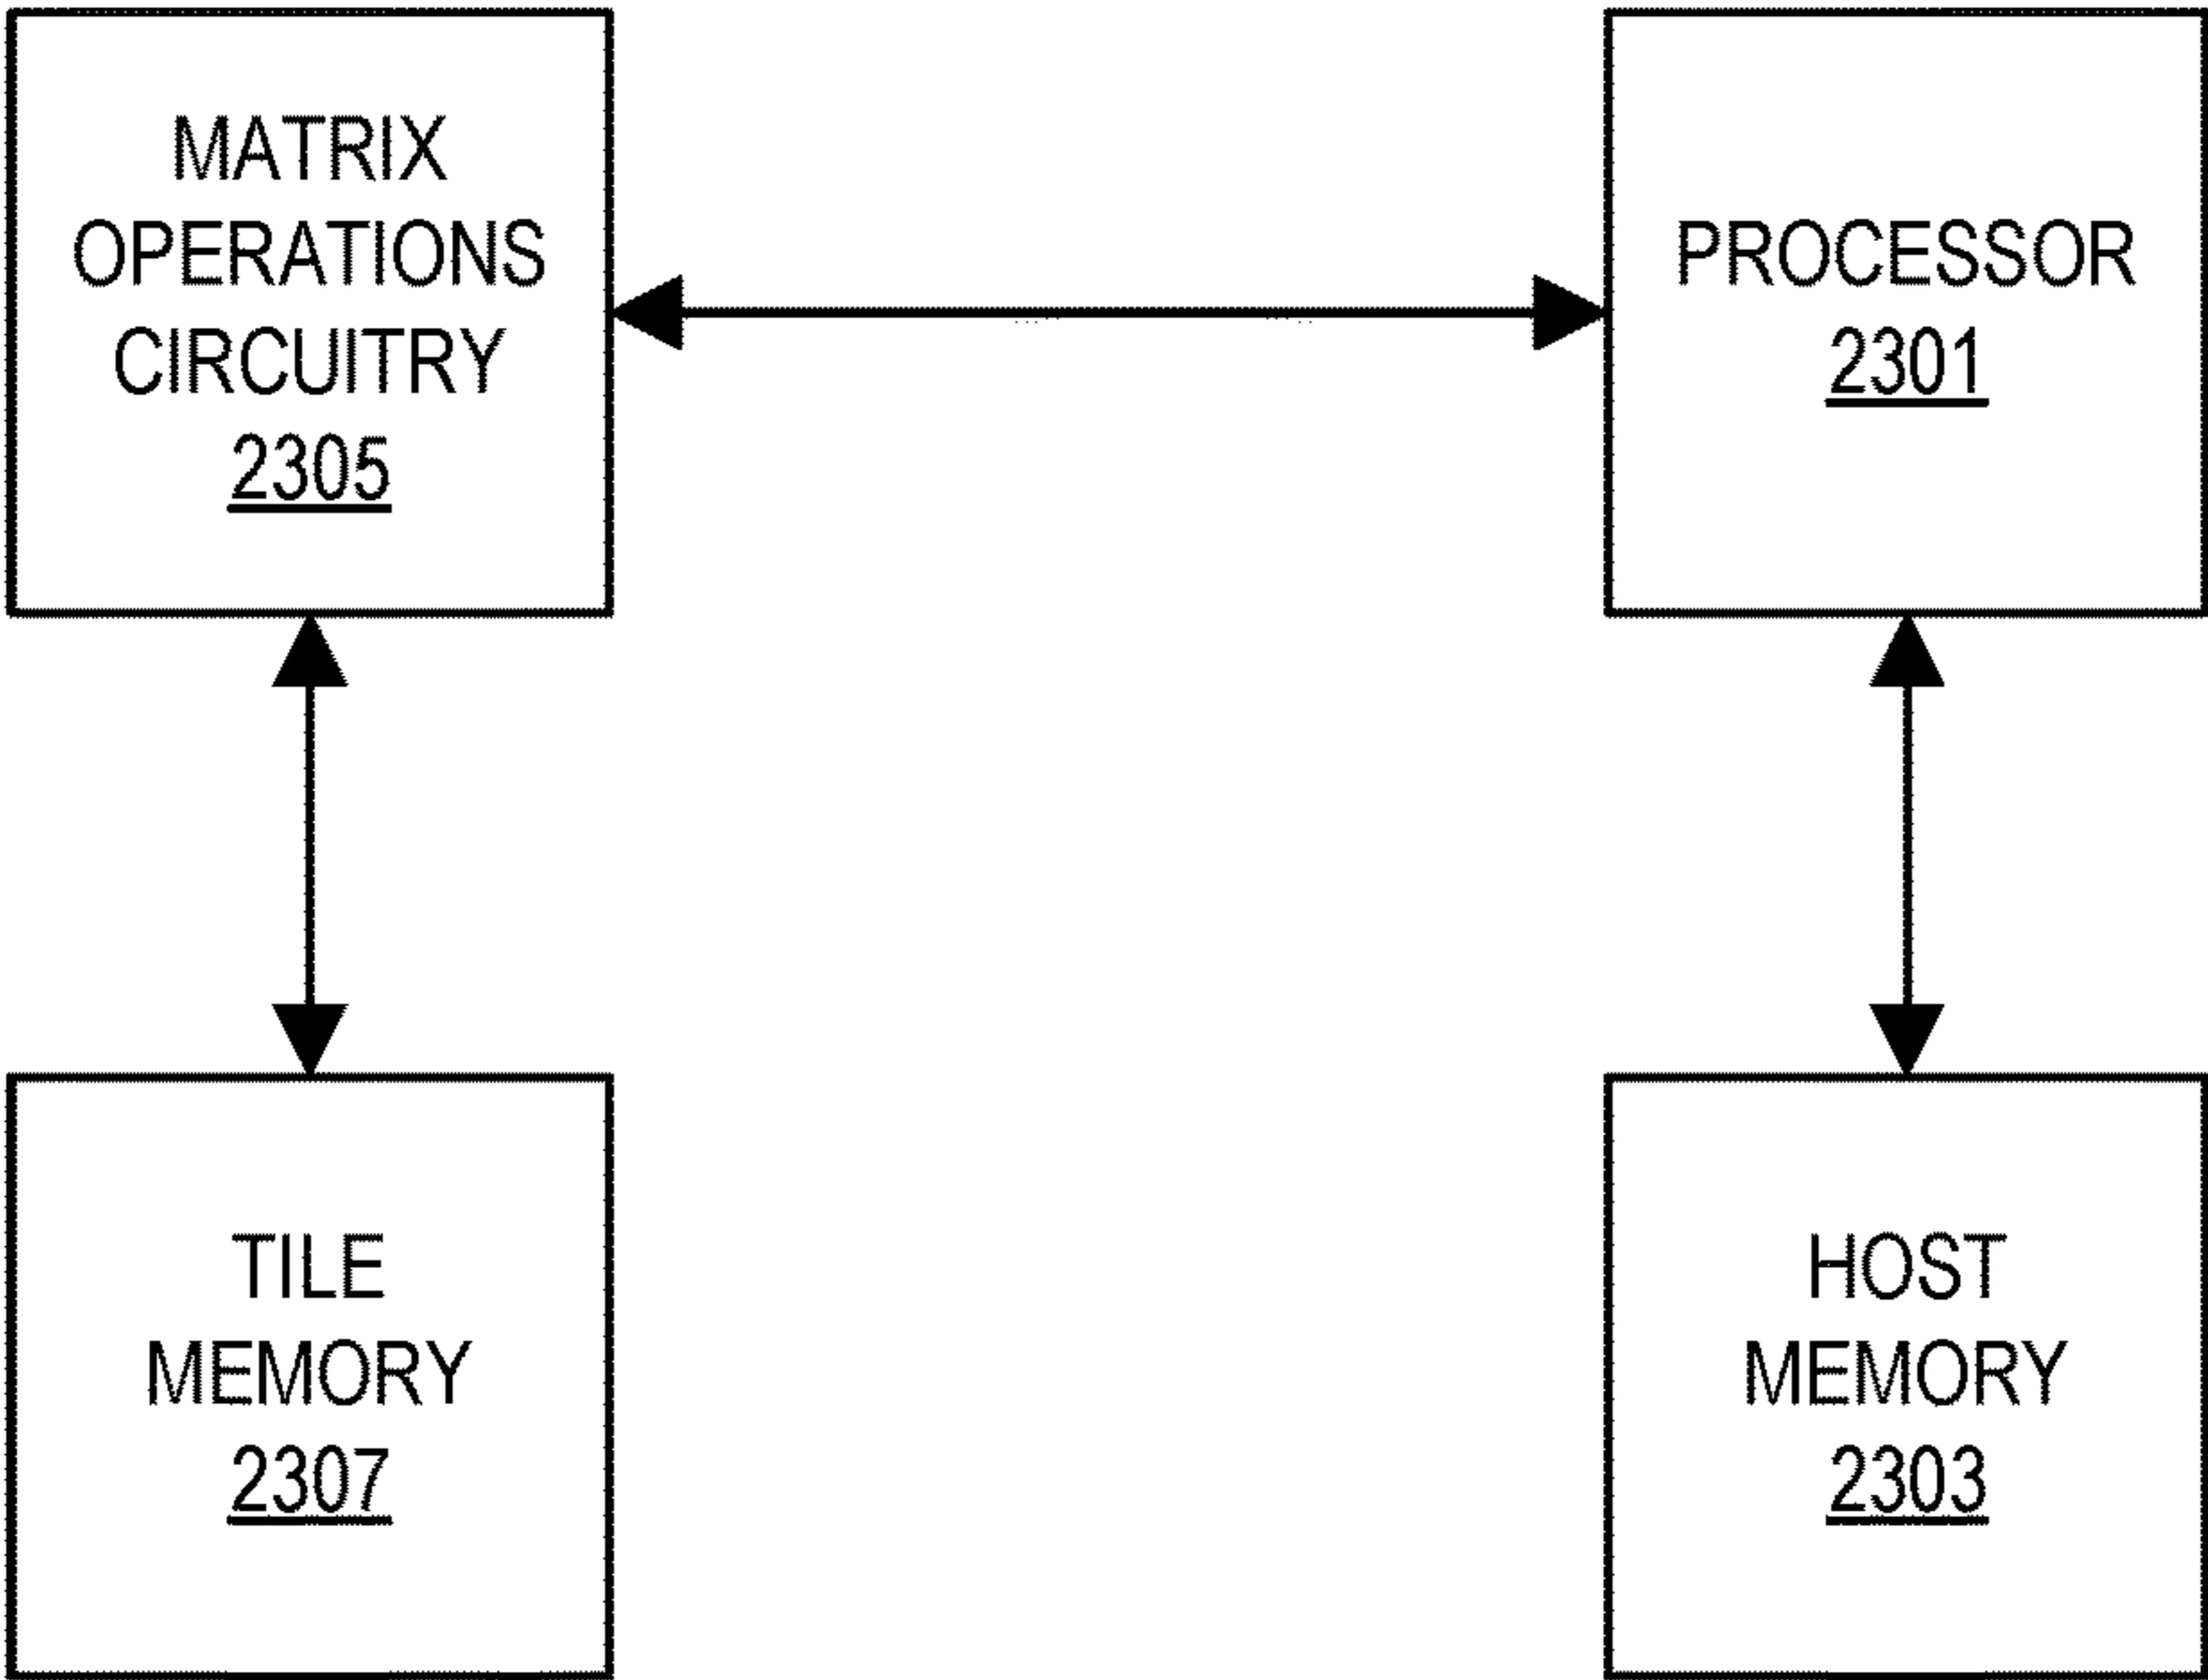 MATRIX
OPERATIONS
CIRCUITRY
2305
PROCESSOR
2301
TILE
MEMORY
2307
HOST
MEMORY
2303